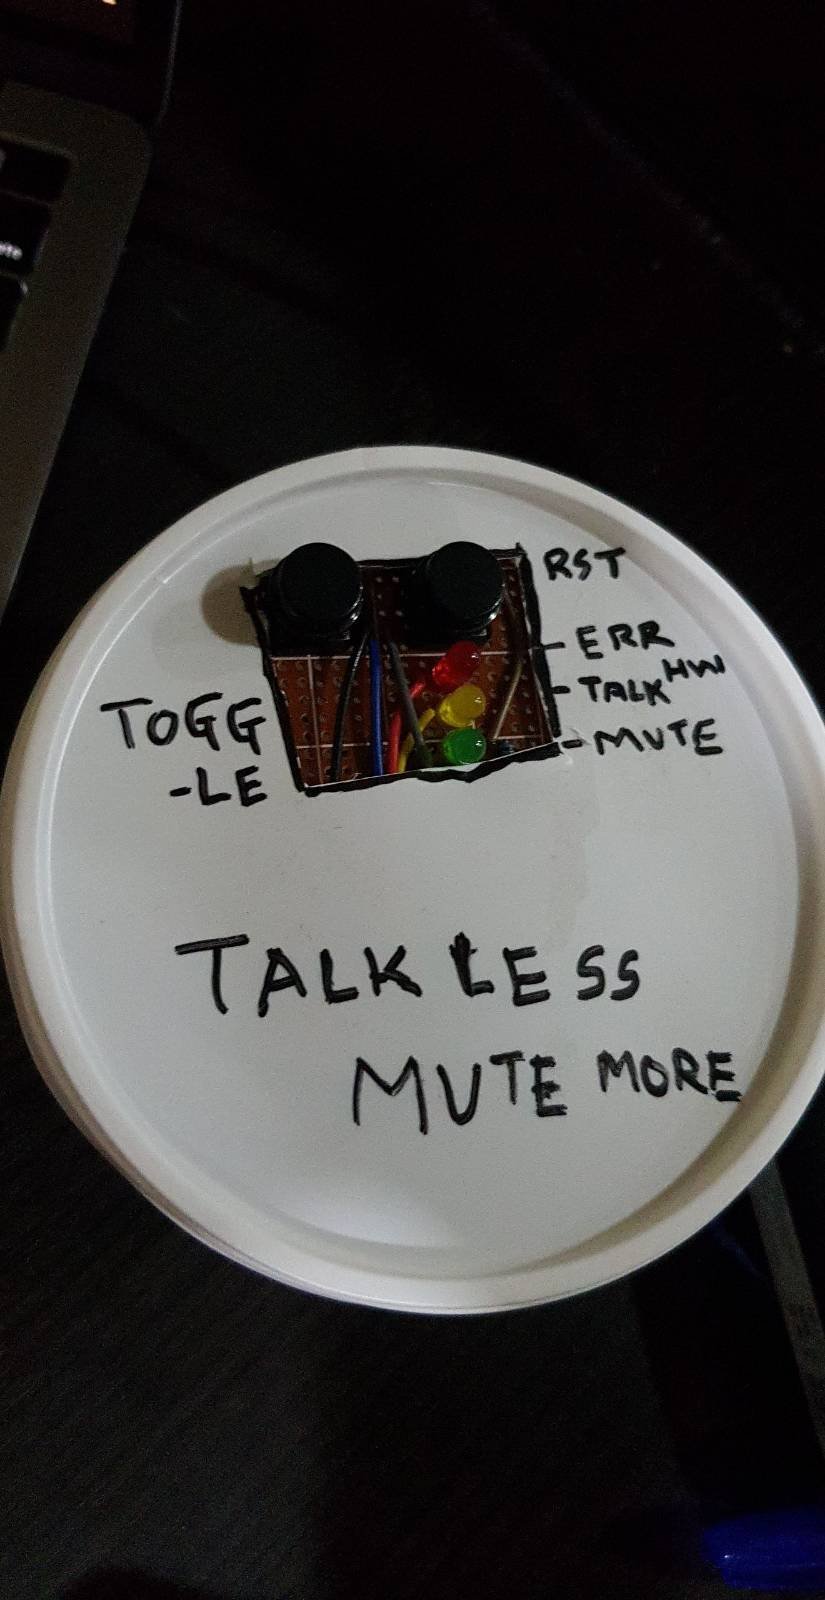 RST
- ERR
- TALK HW
- MUTE
TOGG
-LE
TALK LESS
MUTE MORE